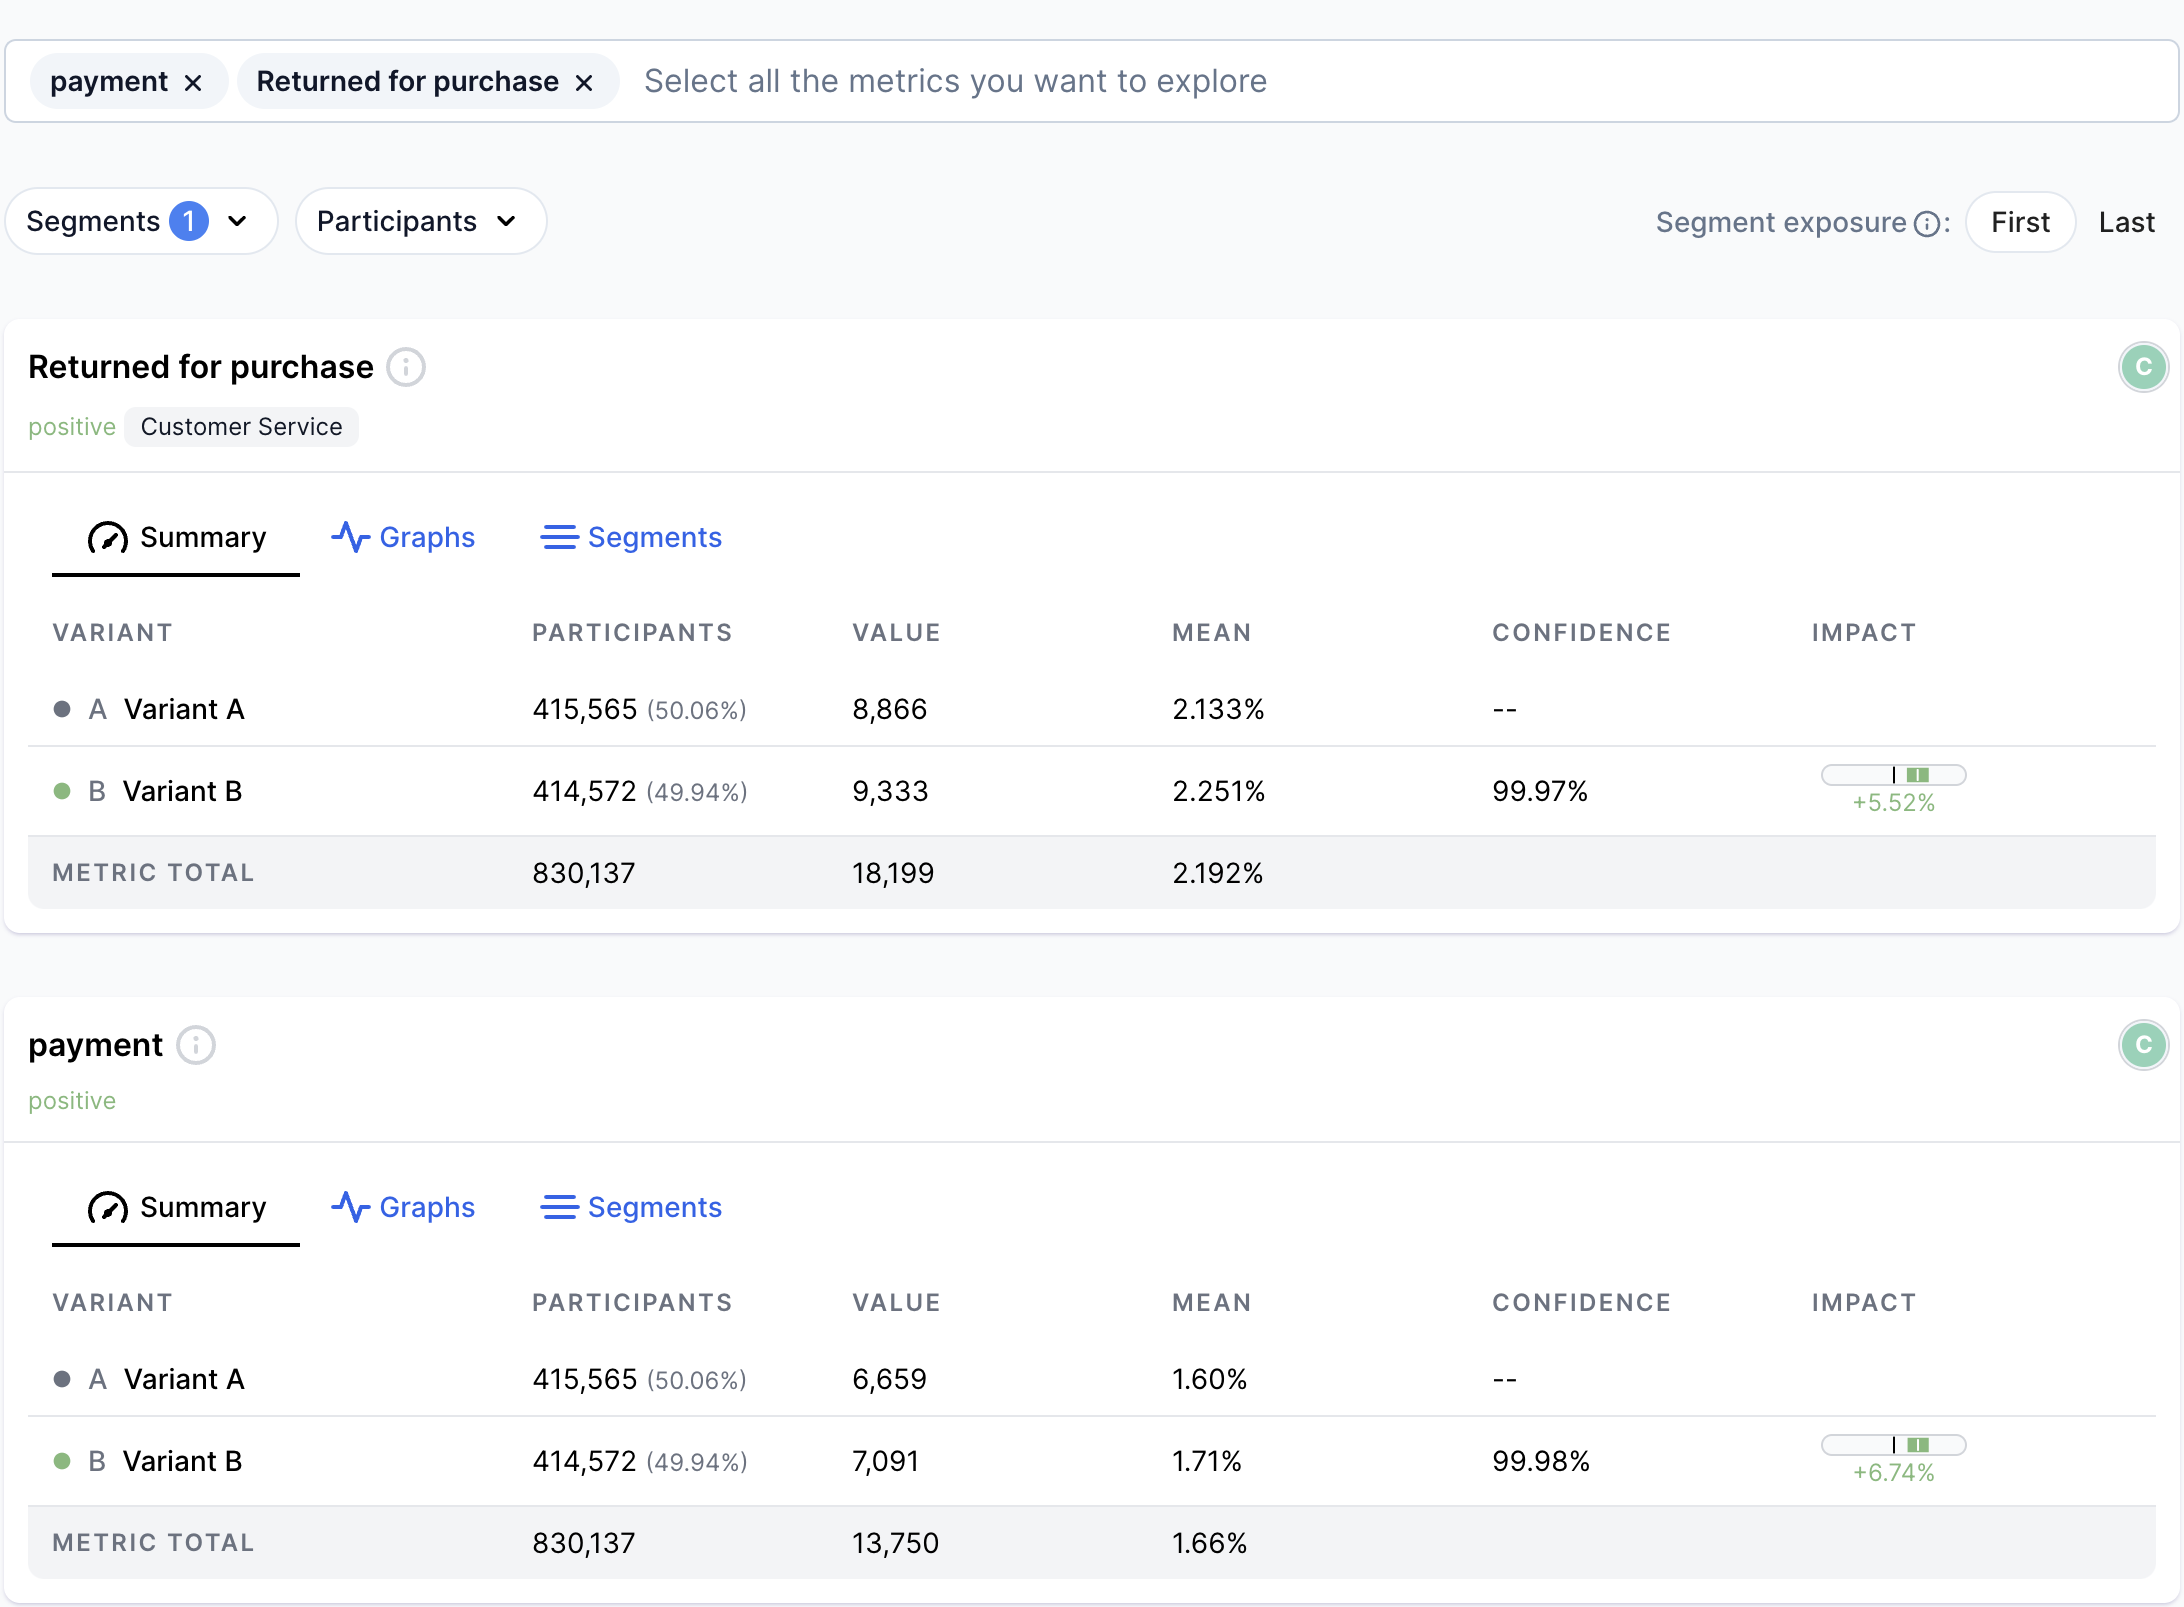 payment × Returned for purchase × Select all the metrics you want to explore
Segments 1 Participants Segment exposure : First Last
Returned for purchase
C
positive Customer Service
Summary Graphs Segments
VARIANT PARTICIPANTS VALUE MEAN CONFIDENCE IMPACT
A Variant A 415,565 (50.06%) 8,866 2.133% --
B Variant B 414,572 (49.94%) 9,333 2.251% 99.97% +5.52%
METRIC TOTAL 830,137 18,199 2.192%
payment
C
positive
Summary Graphs Segments
VARIANT PARTICIPANTS VALUE MEAN CONFIDENCE IMPACT
A Variant A 415,565 (50.06%) 6,659 1.60% --
B Variant B 414,572 (49.94%) 7,091 1.71% 99.98% +6.74%
METRIC TOTAL 830,137 13,750 1.66%